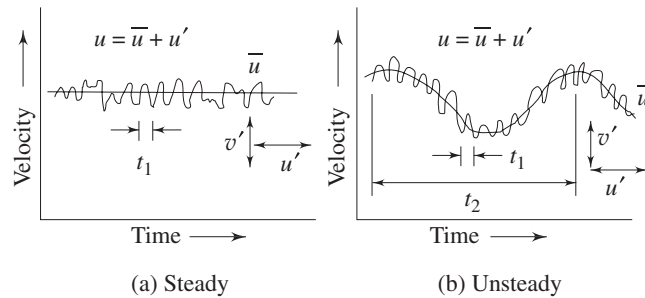 u = u̅ + u′
u̅
Velocity
t₁
v′
u′
Time
(a) Steady
u = u̅ + u′
u̅
Velocity
v′
t₁
u′
t₂
Time
(b) Unsteady